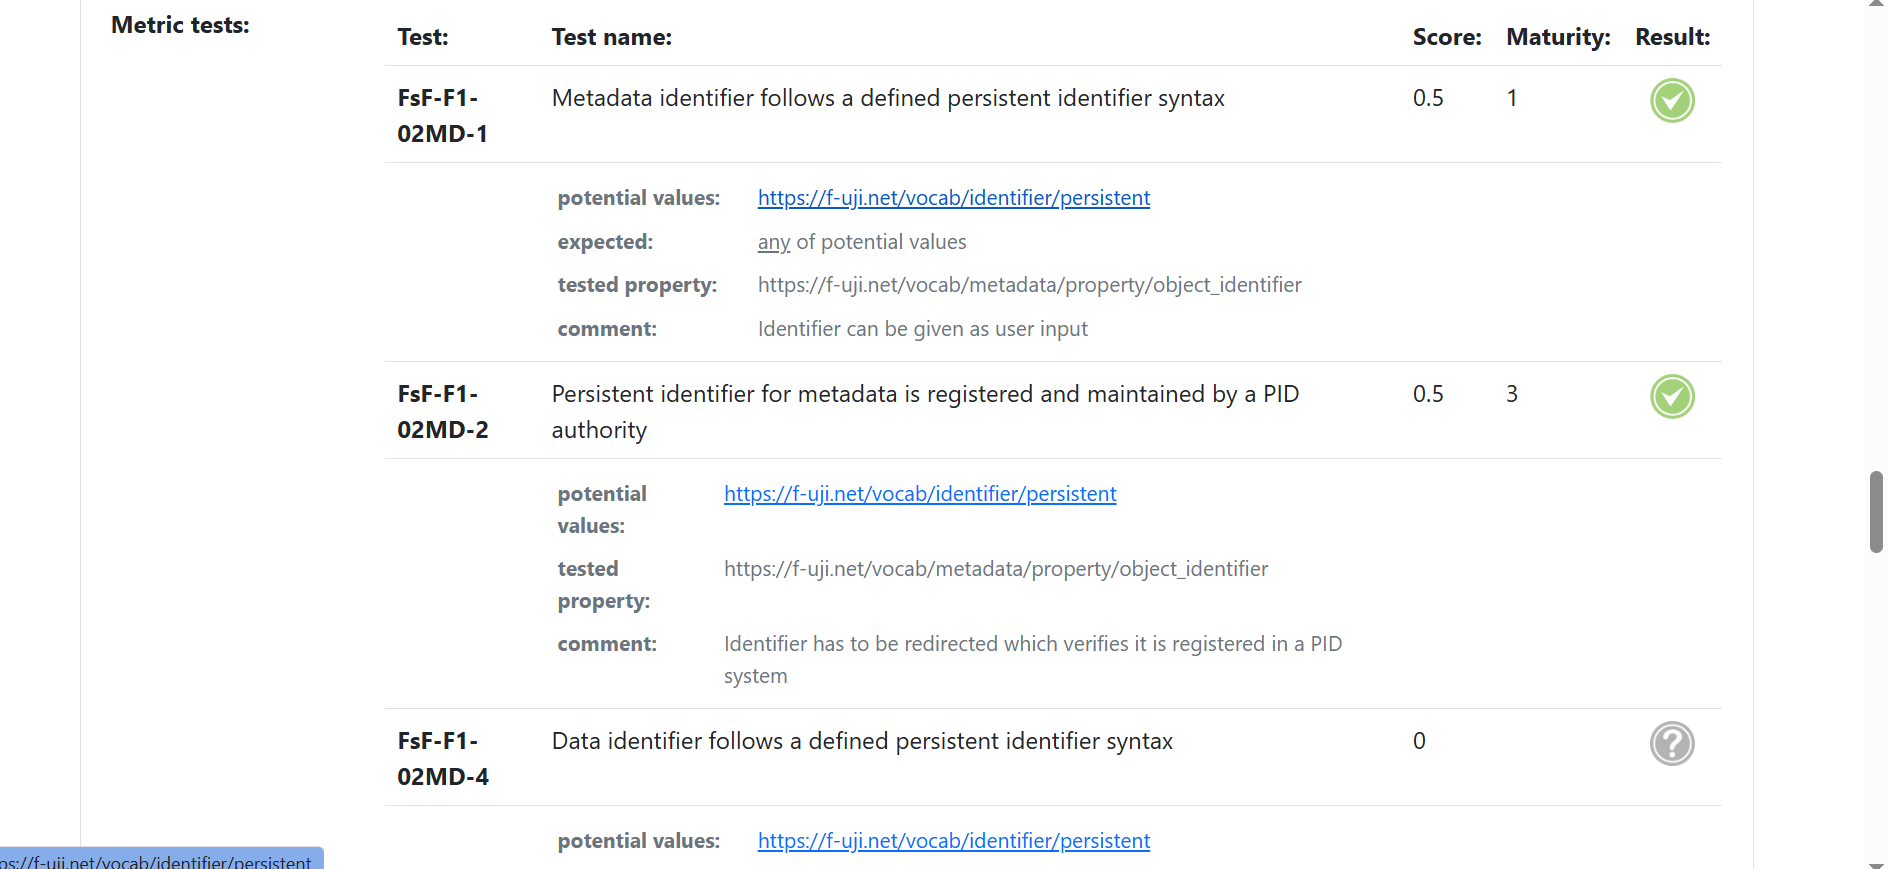 Metric tests:
Test: Test name: Score: Maturity: Result:
FsF-F1- Metadata identifier follows a defined persistent identifier syntax 0.5 1
02MD-1
potential values: https://f-uji.net/vocab/identifier/persistent
expected: any of potential values
tested property: https://f-uji.net/vocab/metadata/property/object_identifier
comment: Identifier can be given as user input
FsF-F1- Persistent identifier for metadata is registered and maintained by a PID 0.5 3
02MD-2 authority
potential https://f-uji.net/vocab/identifier/persistent
values:
tested https://f-uji.net/vocab/metadata/property/object_identifier
property:
comment: Identifier has to be redirected which verifies it is registered in a PID
system
FsF-F1- Data identifier follows a defined persistent identifier syntax 0
02MD-4
potential values: https://f-uji.net/vocab/identifier/persistent
ps://f-uji.net/vocab/identifier/persistent